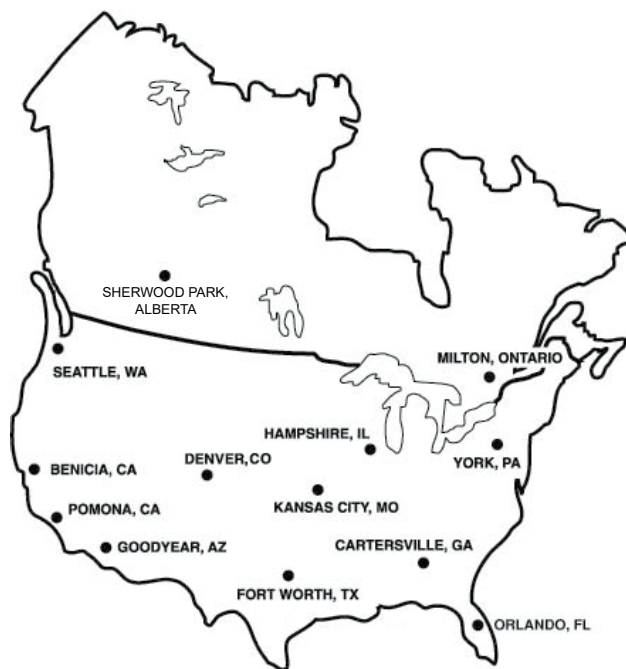 SHERWOOD PARK,
ALBERTA
SEATTLE, WA
MILTON, ONTARIO
HAMPSHIRE, IL
DENVER,CO
YORK, PA
BENICIA, CA
KANSAS CITY, MO
POMONA, CA
GOODYEAR, AZ
CARTERSVILLE, GA
FORT WORTH, TX
ORLANDO, FL